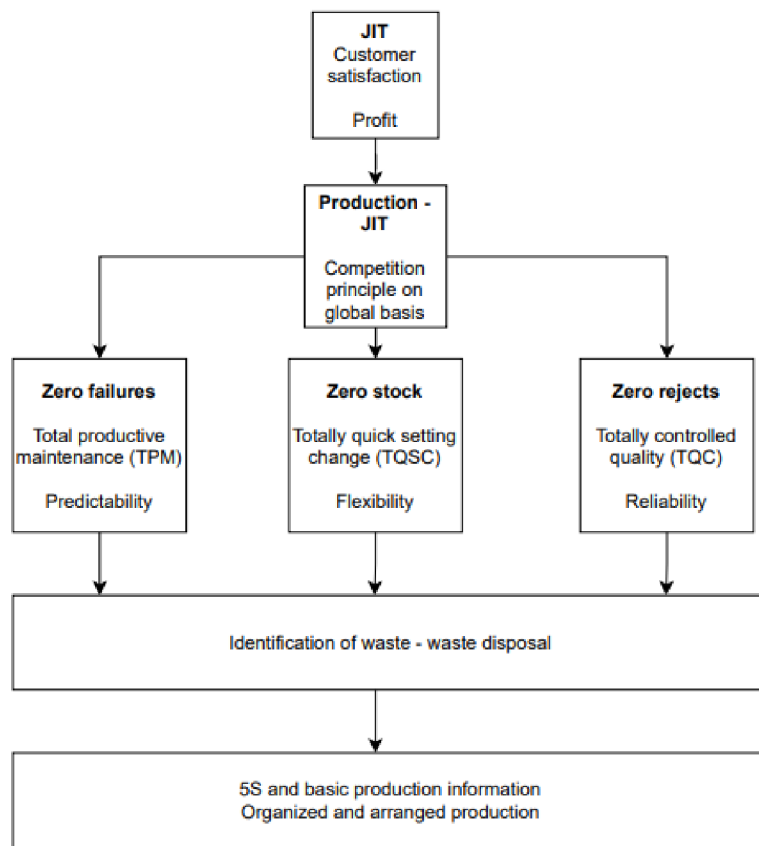 JIT
Customer
satisfaction
Profit
Production -
JIT
Competition
principle on
global basis
Zero failures
Total productive
maintenance (TPM)
Predictability
Zero stock
Totally quick setting
change (TQSC)
Flexibility
Zero rejects
Totally controlled
quality (TQC)
Reliability
Identification of waste - waste disposal
5S and basic production information
Organized and arranged production